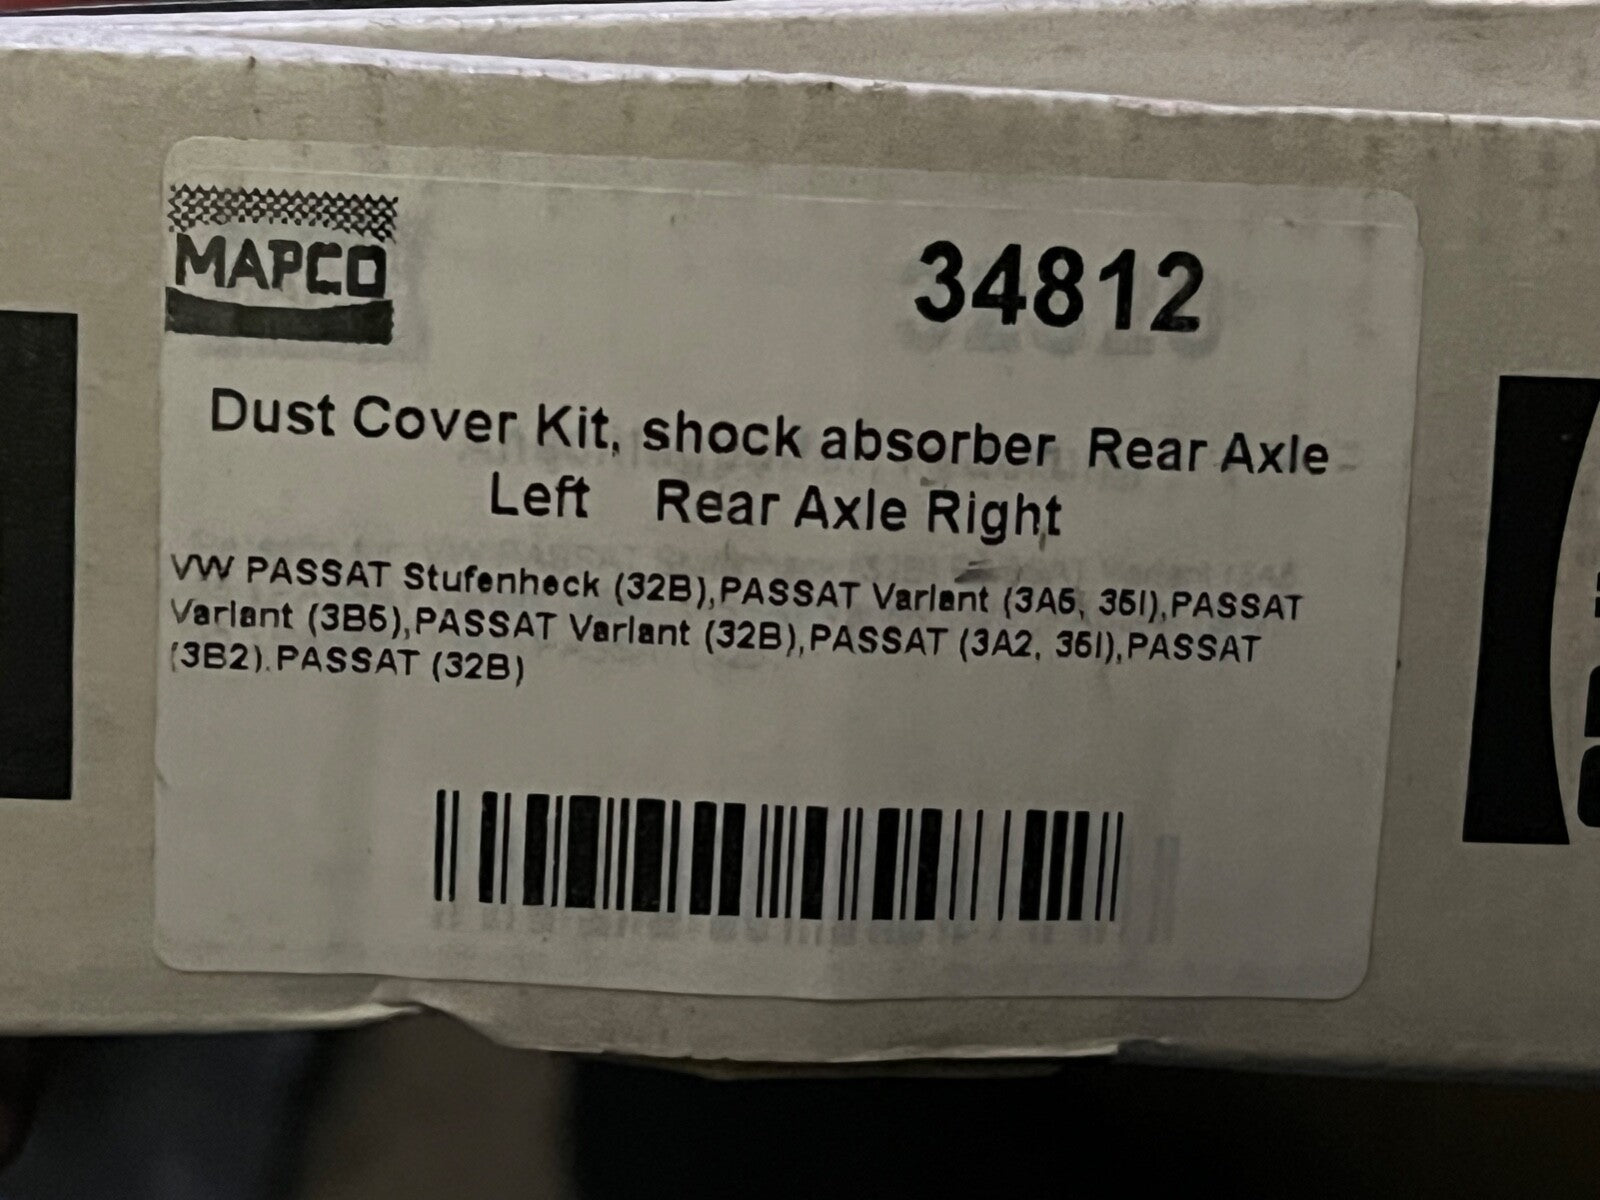 MAPCO
34812
Dust Cover Kit, shock absorber Rear Axle
Left Rear Axle Right
VW PASSAT Stufenheck (32B),PASSAT Variant (3A5, 35I),PASSAT
Variant (3B5),PASSAT Variant (32B),PASSAT (3A2, 35I),PASSAT
(3B2),PASSAT (32B)